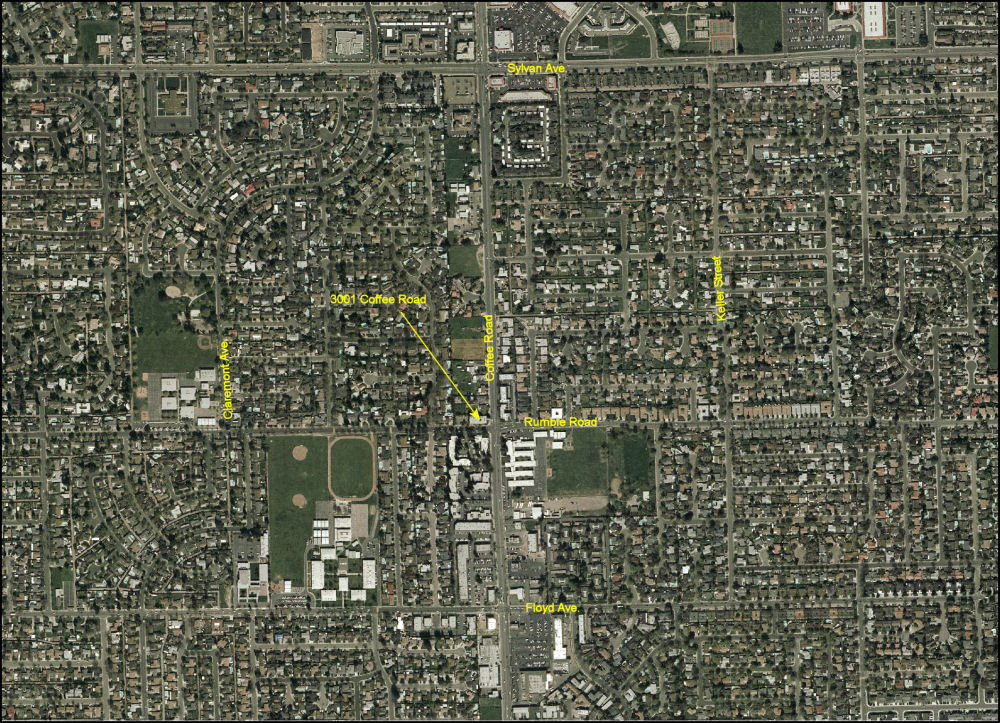 Sylvan Ave.
Keller Street
3001 Coffee Road
Coffee Road
Claremont Ave.
Rumble Road
Floyd Ave.